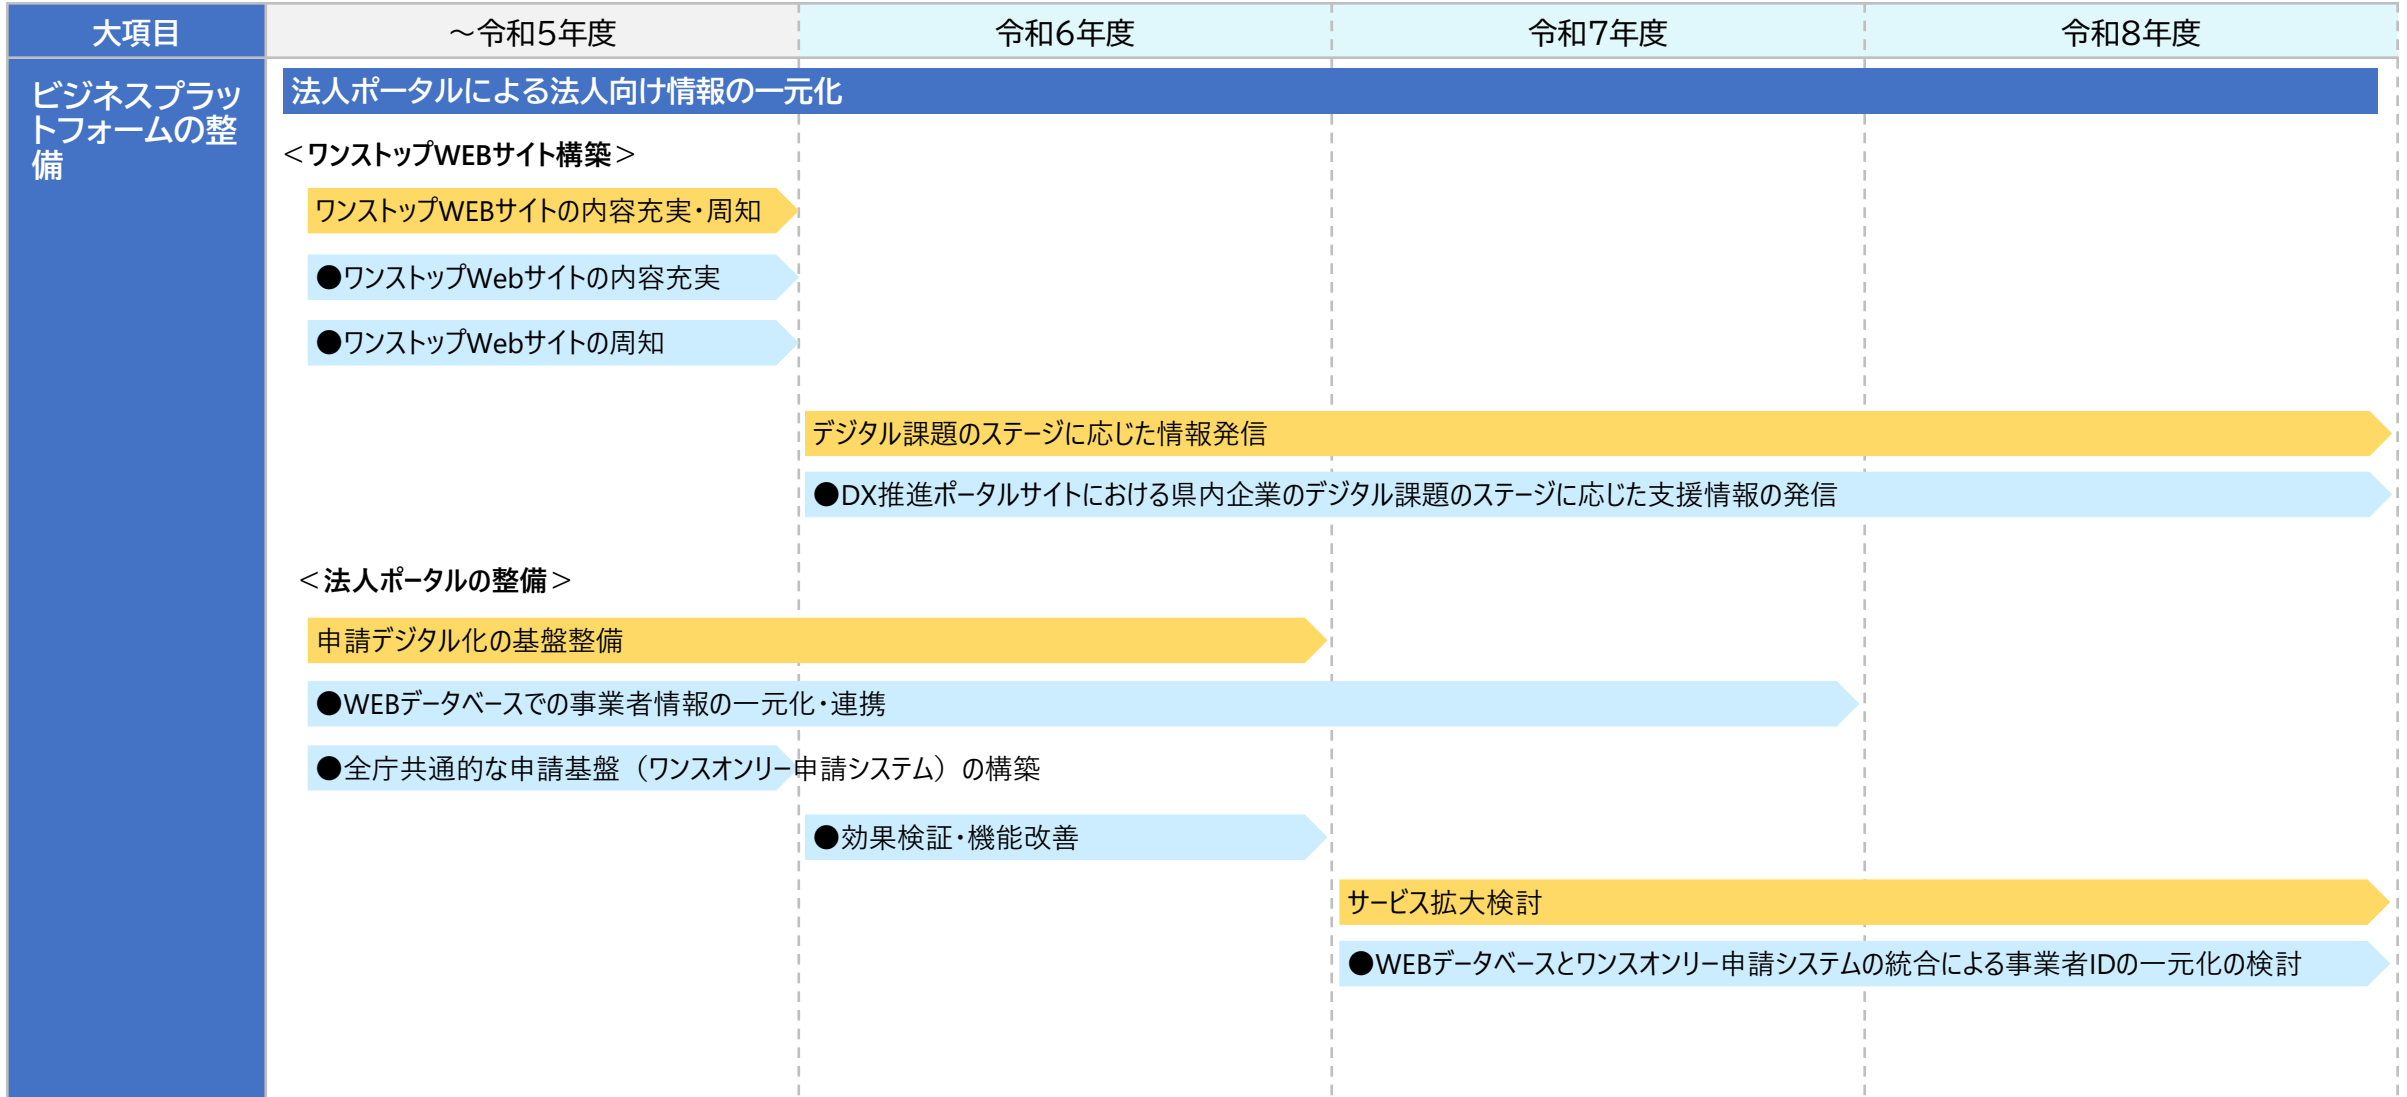 大項目
～令和5年度
令和6年度
令和7年度
令和8年度
ビジネスプラッ
トフォームの整
備
法人ポータルによる法人向け情報の一元化
＜ワンストップWEBサイト構築＞
ワンストップWEBサイトの内容充実・周知
●ワンストップWebサイトの内容充実
●ワンストップWebサイトの周知
デジタル課題のステージに応じた情報発信
●DX推進ポータルサイトにおける県内企業のデジタル課題のステージに応じた支援情報の発信
＜法人ポータルの整備＞
申請デジタル化の基盤整備
●WEBデータベースでの事業者情報の一元化・連携
●全庁共通的な申請基盤（ワンスオンリー申請システム）の構築
●効果検証・機能改善
サービス拡大検討
●WEBデータベースとワンスオンリー申請システムの統合による事業者IDの一元化の検討